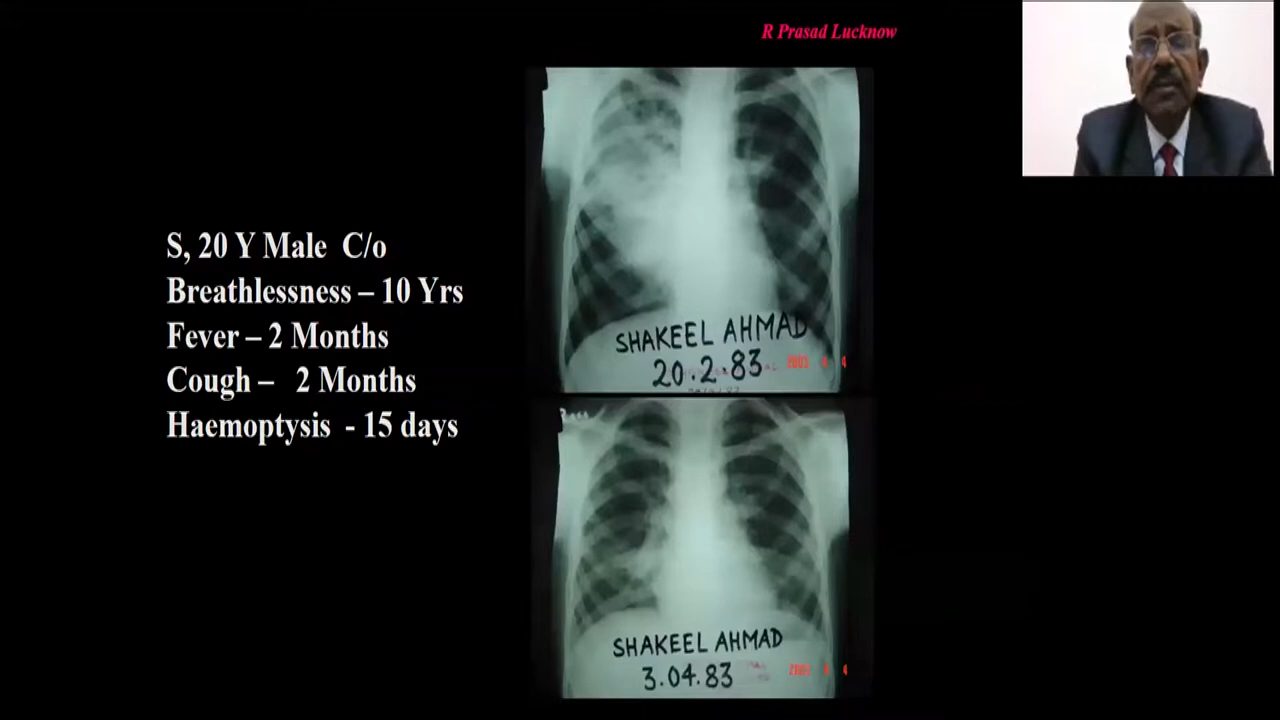 R Prasad Lucknow
S, 20 Y Male C/o
Breathlessness – 10 Yrs
Fever – 2 Months
Cough – 2 Months
Haemoptysis - 15 days
SHAKEEL AHMAD
20.2.83
SHAKEEL AHMAD
3.04.83